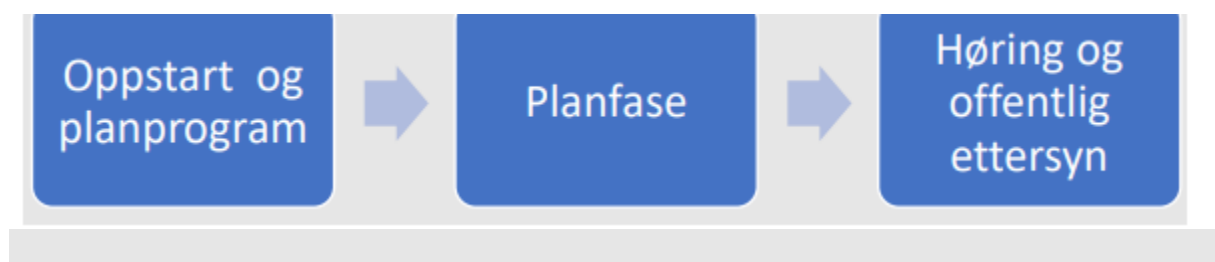 Oppstart og
planprogram
Planfase
Høring og
offentlig
ettersyn